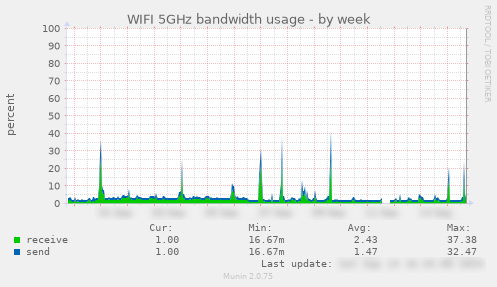 WIFI 5GHz bandwidth usage - by week
RRDTOOL / TOBI OETIKER
percent
100
90
80
70
60
50
40
30
20
10
0
Cur: Min: Avg: Max:
receive 1.00 16.67m 2.43 37.38
send 1.00 16.67m 1.47 32.47
Last update:
Munin 2.0.75